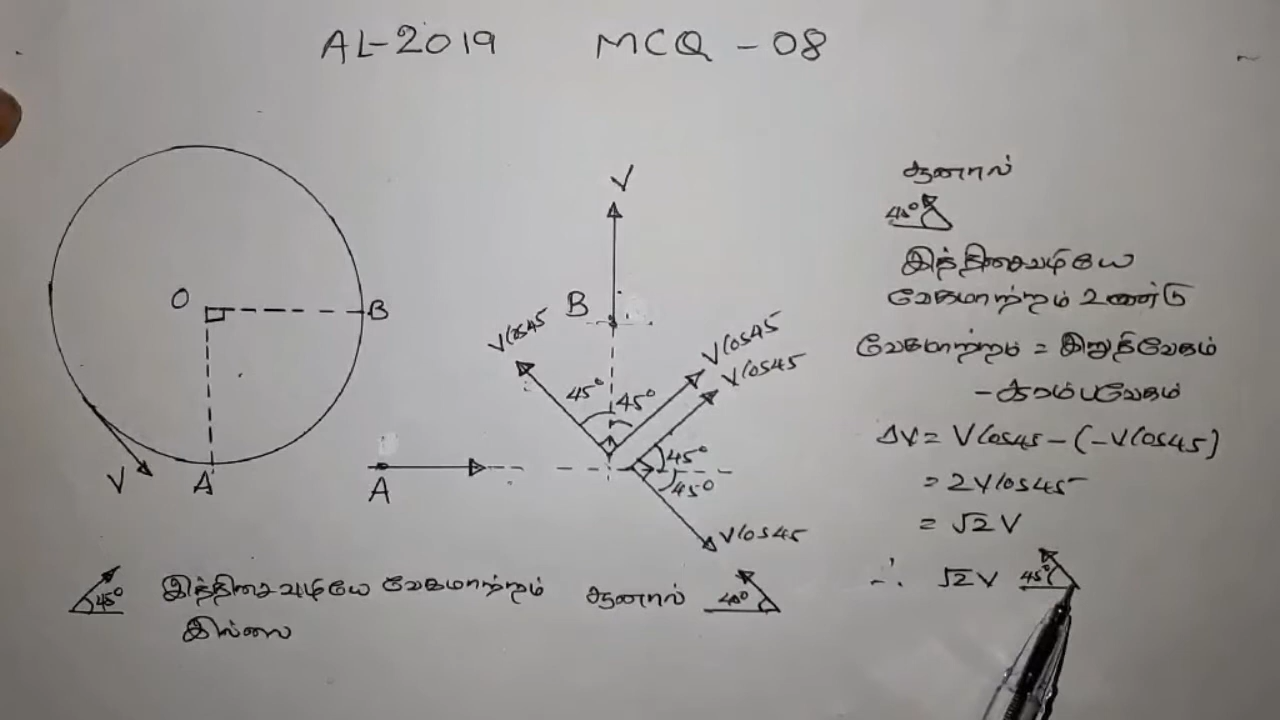 AL-2019 MCQ - 08
O
B
V
A
A
V
B
Vcos45
45° 45°
Vcos45
Vcos45
45°
45°
Vcos45
ஆனால்
45°
இத்திசைவழியே
வேகமாற்றம் உண்டு
வேகமாற்றம் = இறுதிவேகம்
- ஆரம்பவேகம்
ΔV = Vcos45 - (-Vcos45)
= 2Vcos45
= √2 V
∴ √2 V 45°
45° இத்திசைவழியே வேகமாற்றம் ஆனால் 45°
இல்லை